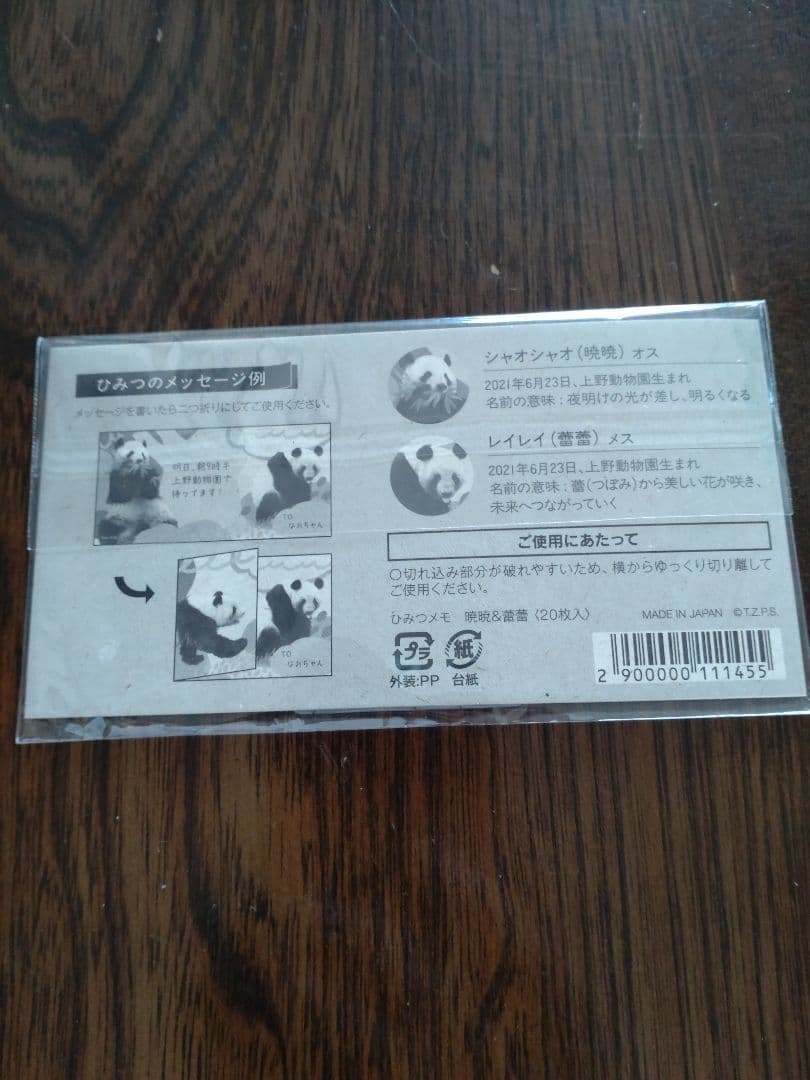 ひみつのメッセージ例
メッセージを書いたら二つ折りにしてご使用ください。
明日、朝9時半
上野動物園で
待ってます!
TO
なおちゃん
TO
なおちゃん
シャオシャオ(暁暁) オス
2021年6月23日、上野動物園生まれ
名前の意味:夜明けの光が差し、明るくなる
レイレイ(蕾蕾) メス
2021年6月23日、上野動物園生まれ
名前の意味:蕾(つぼみ)から美しい花が咲き、
未来へつながっていく
ご使用にあたって
○切れ込み部分が破れやすいため、横からゆっくり切り離して
ご使用ください。
ひみつメモ 暁暁&蕾蕾〈20枚入〉 MADE IN JAPAN ©T.Z.P.S.
プラ 紙
外装:PP 台紙
2 900000 111455